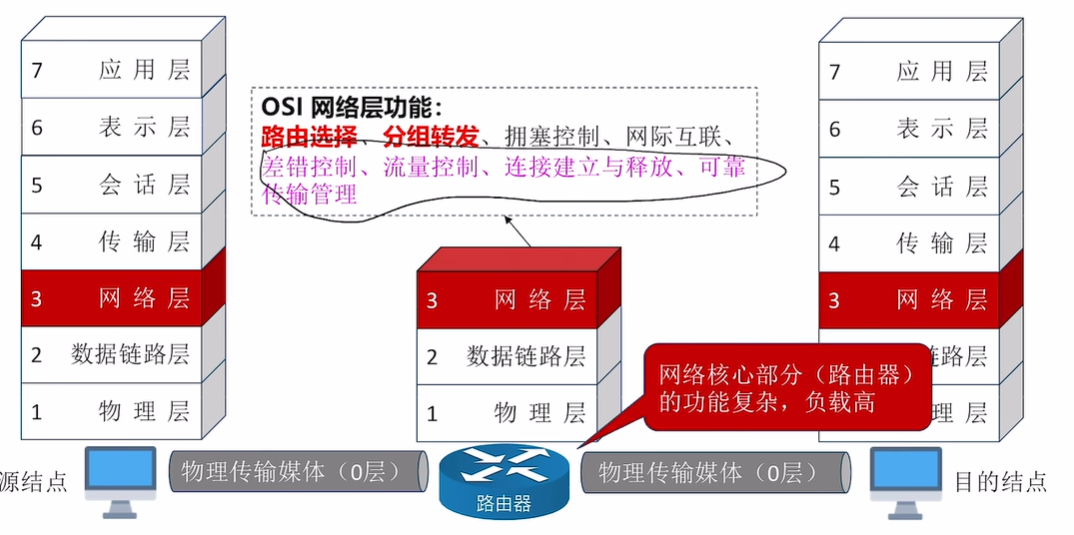 7 应用层
6 表示层
5 会话层
4 传输层
3 网络层
2 数据链路层
1 物理层
源结点
OSI 网络层功能：
路由选择、分组转发、拥塞控制、网际互联、
差错控制、流量控制、连接建立与释放、可靠
传输管理
3 网络层
2 数据链路层
1 物理层
物理传输媒体（0层）
路由器
物理传输媒体（0层）
网络核心部分（路由器）
的功能复杂，负载高
7 应用层
6 表示层
5 会话层
4 传输层
3 网络层
链路层
理层
目的结点